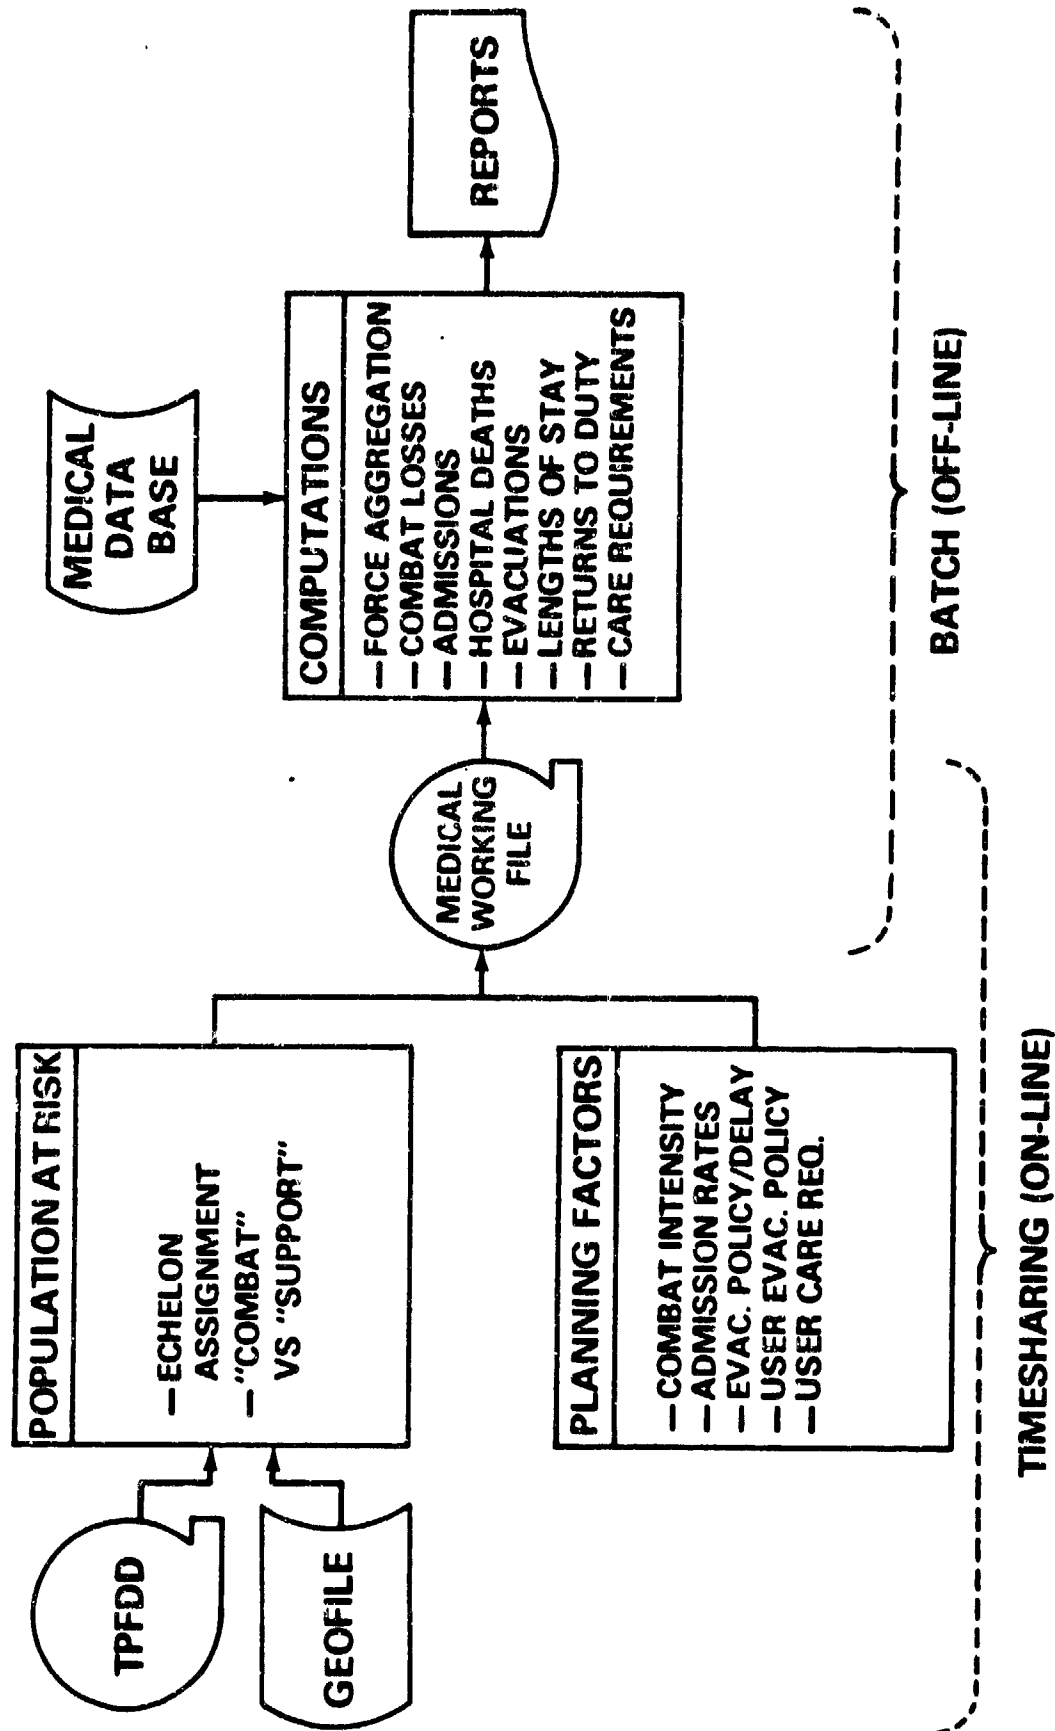 TPFDD
GEOFILE
POPULATION AT RISK
— ECHELON
ASSIGNMENT
— "COMBAT"
VS "SUPPORT"
PLANNING FACTORS
— COMBAT INTENSITY
— ADMISSION RATES
— EVAC. POLICY/DELAY
— USER EVAC. POLICY
— USER CARE REQ.
MEDICAL
WORKING
FILE
MEDICAL
DATA
BASE
COMPUTATIONS
— FORCE AGGREGATION
— COMBAT LOSSES
— ADMISSIONS
— HOSPITAL DEATHS
— EVACUATIONS
— LENGTHS OF STAY
— RETURNS TO DUTY
— CARE REQUIREMENTS
REPORTS
TIMESHARING (ON-LINE)
BATCH (OFF-LINE)